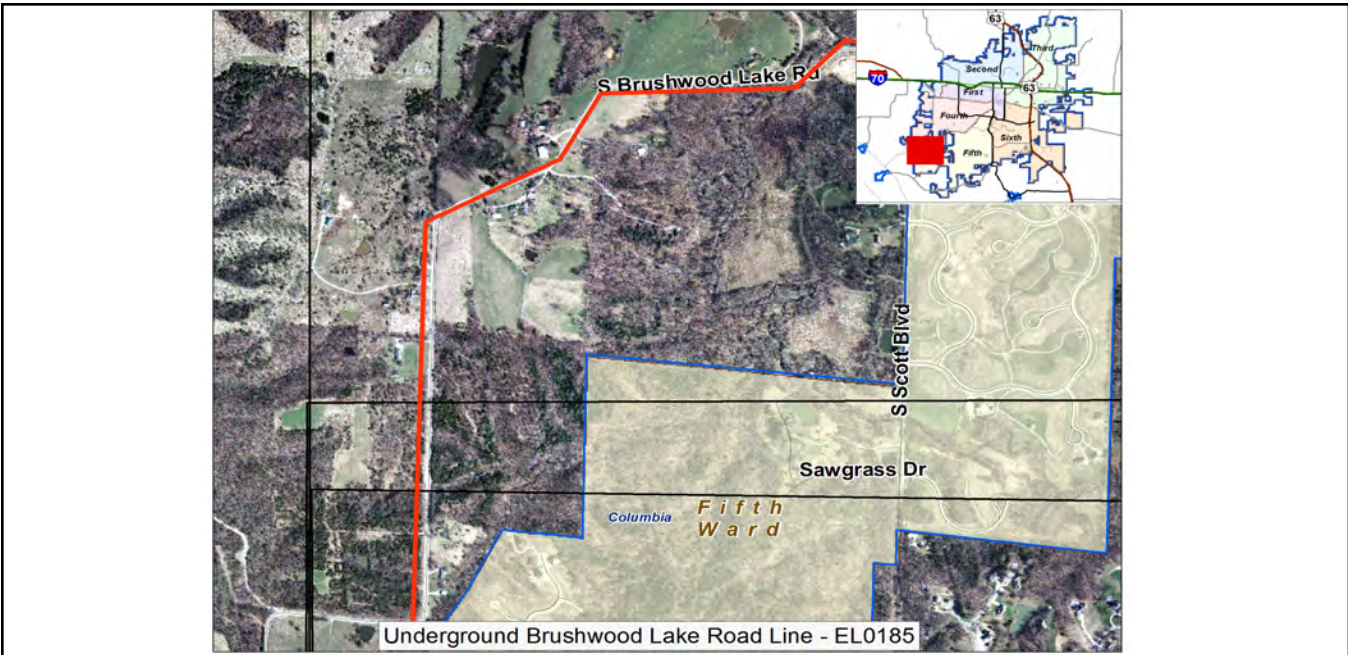 S Brushwood Lake Rd
63
Third
Second
70
63
First
Fourth
Sixth
Fifth
S Scott Blvd
Sawgrass Dr
Columbia
Fifth
Ward
Underground Brushwood Lake Road Line - EL0185